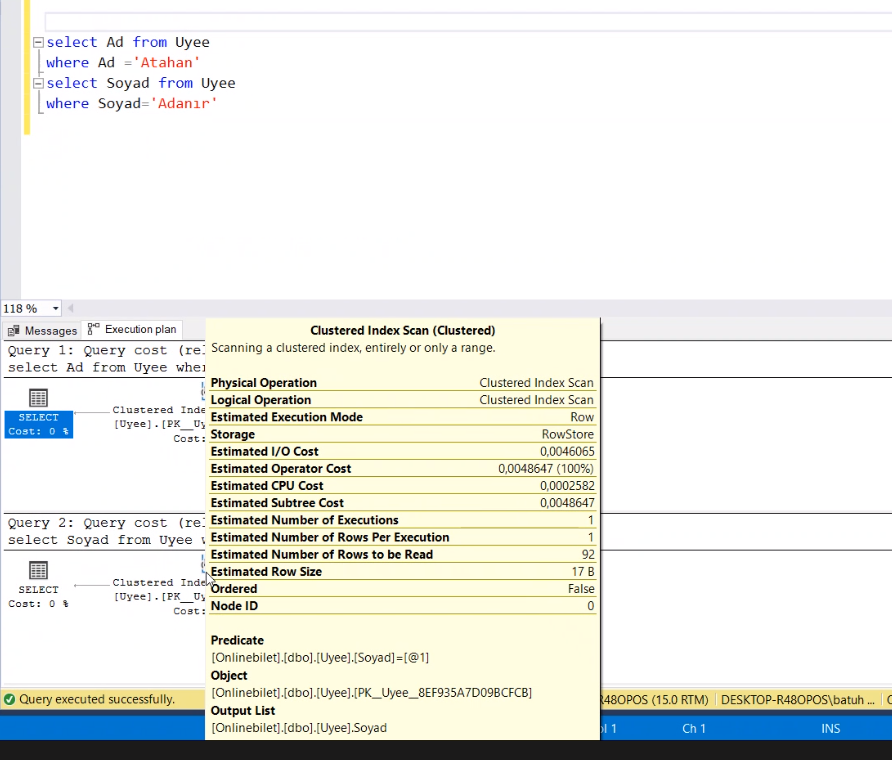 select Ad from Uyee
where Ad ='Atahan'
select Soyad from Uyee
where Soyad='Adanır'
118 %
Messages Execution plan
Query 1: Query cost (rel
select Ad from Uyee wher
SELECT
Cost: 0 %
Clustered Inde
[Uyee].[PK__Uy
Cost:
Query 2: Query cost (rel
select Soyad from Uyee w
SELECT
Cost: 0 %
Clustered Inde
[Uyee].[PK__Uy
Cost:
Clustered Index Scan (Clustered)
Scanning a clustered index, entirely or only a range.
Physical Operation Clustered Index Scan
Logical Operation Clustered Index Scan
Estimated Execution Mode Row
Storage RowStore
Estimated I/O Cost 0,0046065
Estimated Operator Cost 0,0048647 (100%)
Estimated CPU Cost 0,0002582
Estimated Subtree Cost 0,0048647
Estimated Number of Executions 1
Estimated Number of Rows Per Execution 1
Estimated Number of Rows to be Read 92
Estimated Row Size 17 B
Ordered False
Node ID 0
Predicate
[Onlinebilet].[dbo].[Uyee].[Soyad]=[@1]
Object
[Onlinebilet].[dbo].[Uyee].[PK__Uyee__8EF935A7D09BCFCB]
Output List
[Onlinebilet].[dbo].[Uyee].Soyad
Query executed successfully.
R48OPOS (15.0 RTM) DESKTOP-R48OPOS\batuh ...
ol 1 Ch 1 INS